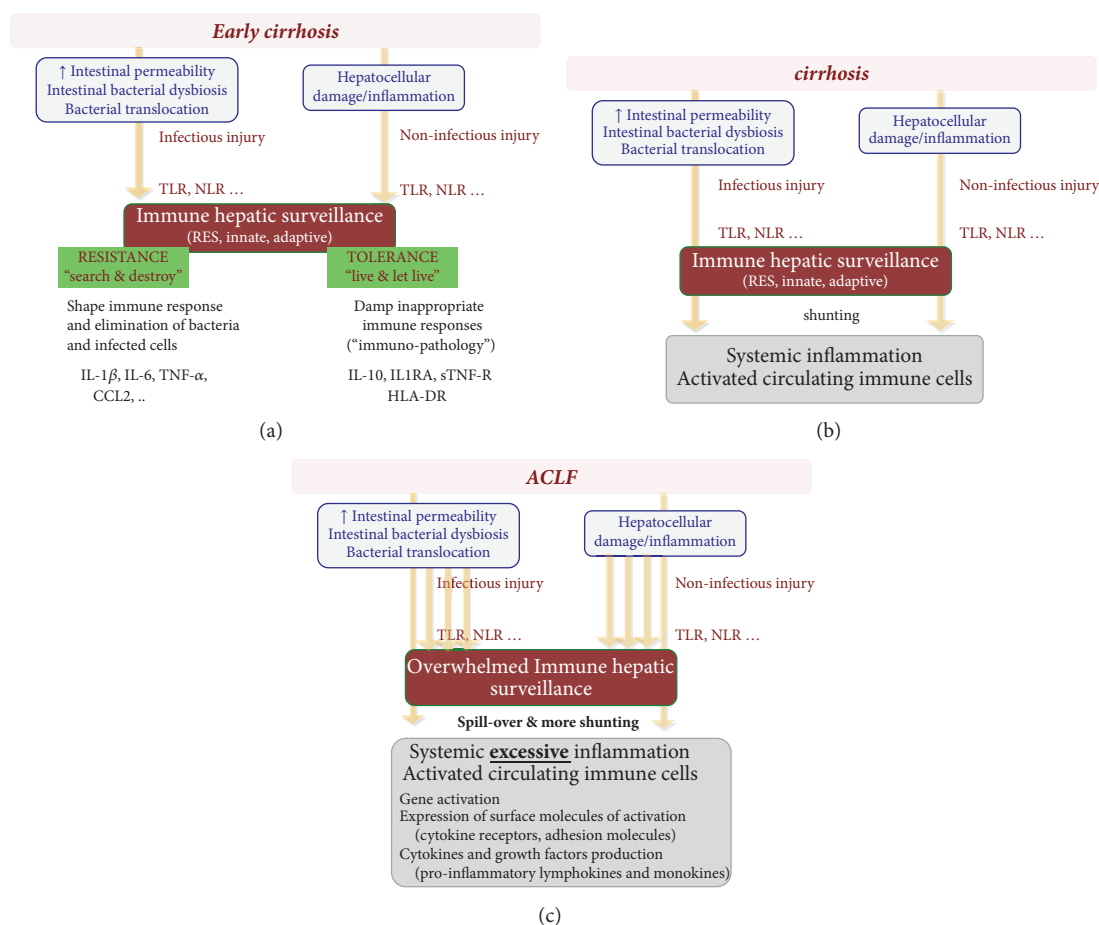 Early cirrhosis
↑ Intestinal permeability
Intestinal bacterial dysbiosis
Bacterial translocation
Hepatocellular
damage/inflammation
Infectious injury
Non-infectious injury
TLR, NLR …
TLR, NLR …
Immune hepatic surveillance
(RES, innate, adaptive)
RESISTANCE
“search & destroy”
TOLERANCE
“live & let live”
Shape immune response
and elimination of bacteria
and infected cells
Damp inappropriate
immune responses
(“immuno-pathology”)
IL-1β, IL-6, TNF-α,
CCL2, ..
IL-10, IL1RA, sTNF-R
HLA-DR
(a)
cirrhosis
↑ Intestinal permeability
Intestinal bacterial dysbiosis
Bacterial translocation
Hepatocellular
damage/inflammation
Infectious injury
Non-infectious injury
TLR, NLR …
TLR, NLR …
Immune hepatic surveillance
(RES, innate, adaptive)
shunting
Systemic inflammation
Activated circulating immune cells
(b)
ACLF
↑ Intestinal permeability
Intestinal bacterial dysbiosis
Bacterial translocation
Hepatocellular
damage/inflammation
Infectious injury
Non-infectious injury
TLR, NLR …
TLR, NLR …
Overwhelmed Immune hepatic
surveillance
Spill-over & more shunting
Systemic excessive inflammation
Activated circulating immune cells
Gene activation
Expression of surface molecules of activation
(cytokine receptors, adhesion molecules)
Cytokines and growth factors production
(pro-inflammatory lymphokines and monokines)
(c)